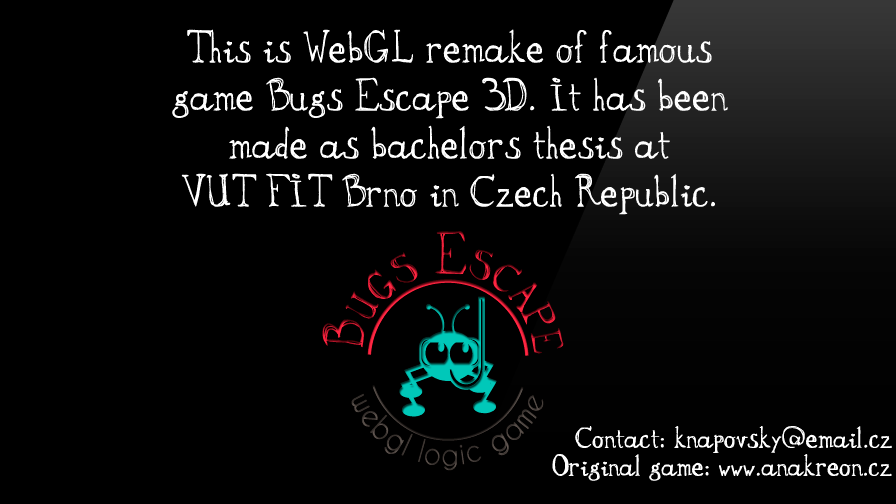 This is WebGL remake of famous
game Bugs Escape 3D. It has been
made as bachelors thesis at
VUT FIT Brno in Czech Republic.
BUGS ESCAPE
webgl logic game
Contact: knapovsky@email.cz
Original game: www.anakreon.cz